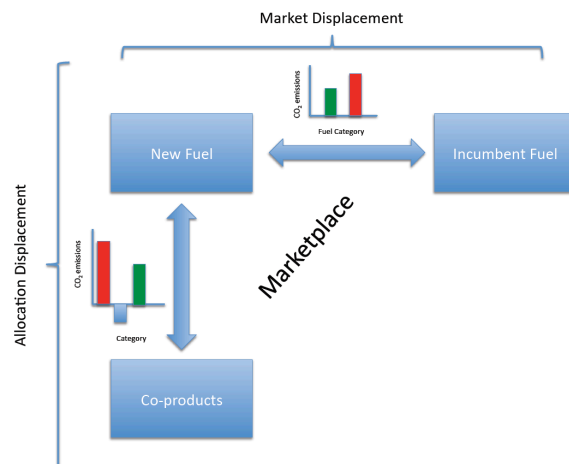 Market Displacement
CO2 emissions
Fuel Category
New Fuel
Incumbent Fuel
Marketplace
Allocation Displacement
CO2 emissions
Category
Co-products